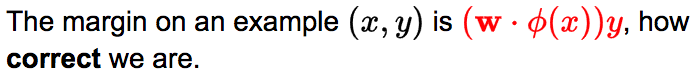 The margin on an example (x, y) is (w · ϕ(x))y, how
correct we are.